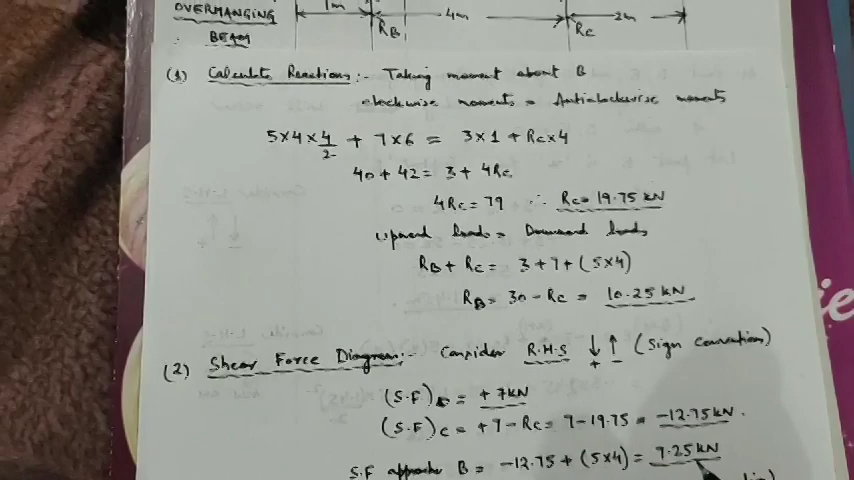 OVERHANGING 1m 4m 2m
BEAM RB RC
(1) Calculate Reactions:- Taking moment about B
clockwise moments = Anticlockwise moments
5×4×4/2 + 7×6 = 3×1 + Rc×4
40+42 = 3 + 4Rc
4Rc = 79 ∴ Rc = 19.75 kN
Upward loads = Downward loads
RB + Rc = 3+7+(5×4)
RB = 30 - Rc = 10.25 kN
(2) Shear Force Diagram:- Consider R.H.S ↓+ ↑- (Sign convention)
(S.F) = +7kN
(S.F)c = +7-Rc = 7-19.75 = -12.75kN.
S.F approaches B = -12.75 + (5×4) = 7.25 kN